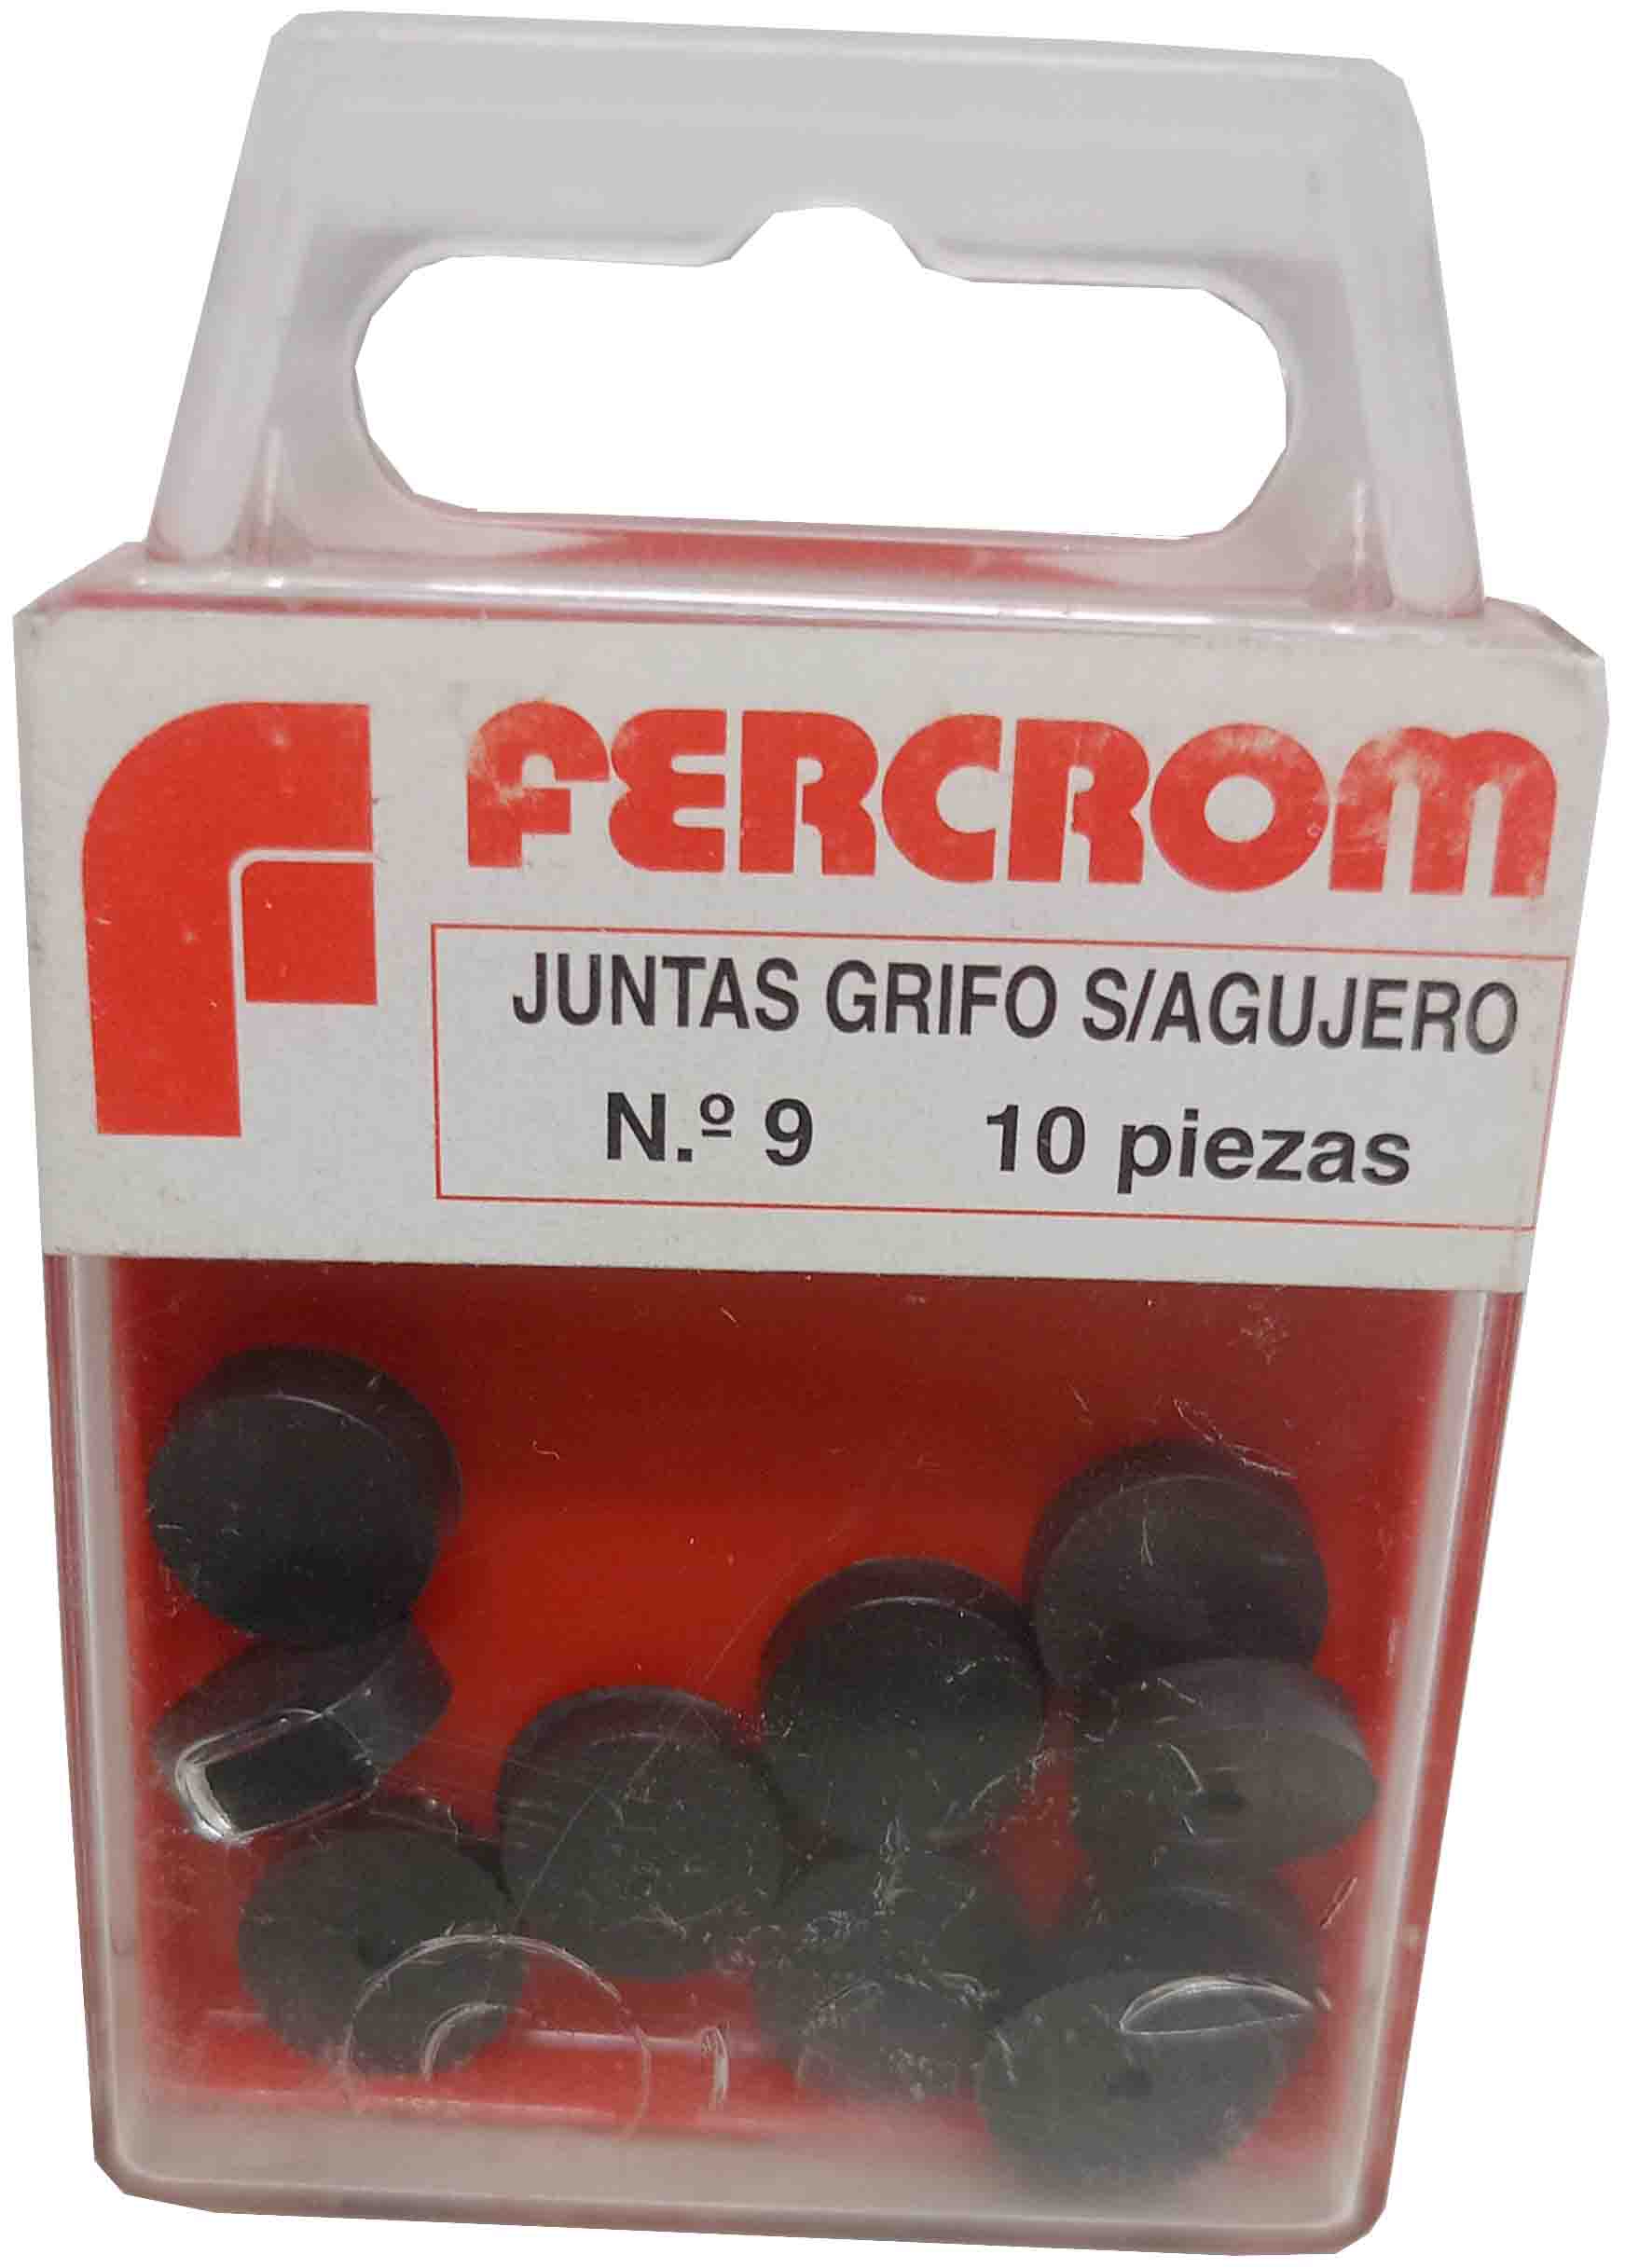 FERCROM
JUNTAS GRIFO S/AGUJERO
N.º 9 10 piezas